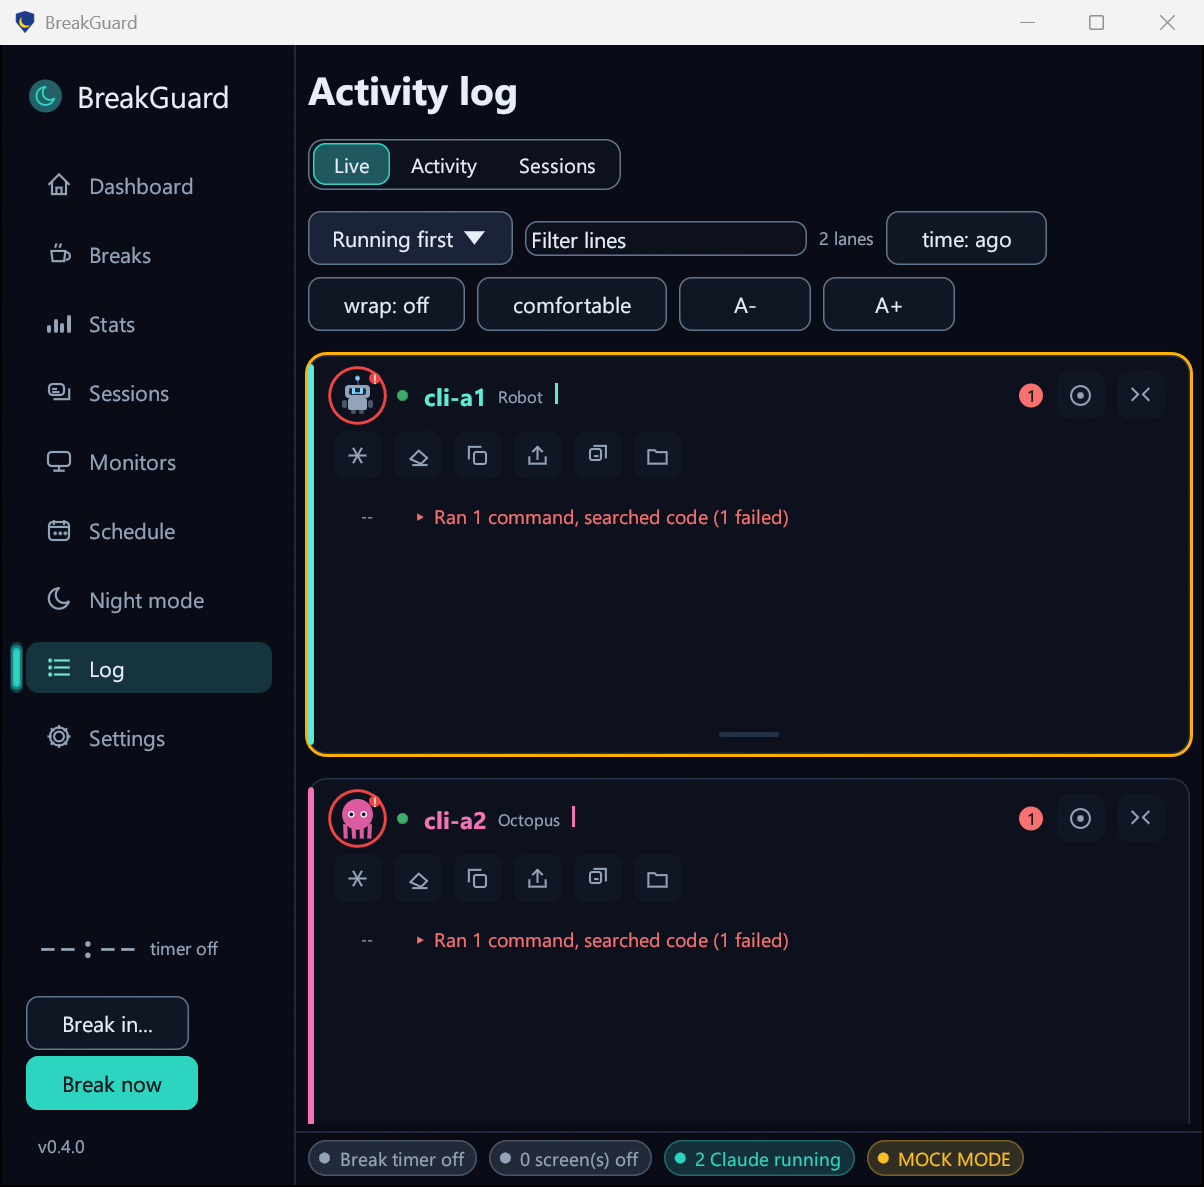 BreakGuard
BreakGuard
Dashboard
Breaks
Stats
Sessions
Monitors
Schedule
Night mode
Log
Settings
--:-- timer off
Break in...
Break now
v0.4.0
Activity log
Live Activity Sessions
Running first ▼ Filter lines 2 lanes time: ago
wrap: off comfortable A- A+
cli-a1 Robot 1
-- ▸ Ran 1 command, searched code (1 failed)
cli-a2 Octopus 1
-- ▸ Ran 1 command, searched code (1 failed)
Break timer off 0 screen(s) off 2 Claude running MOCK MODE